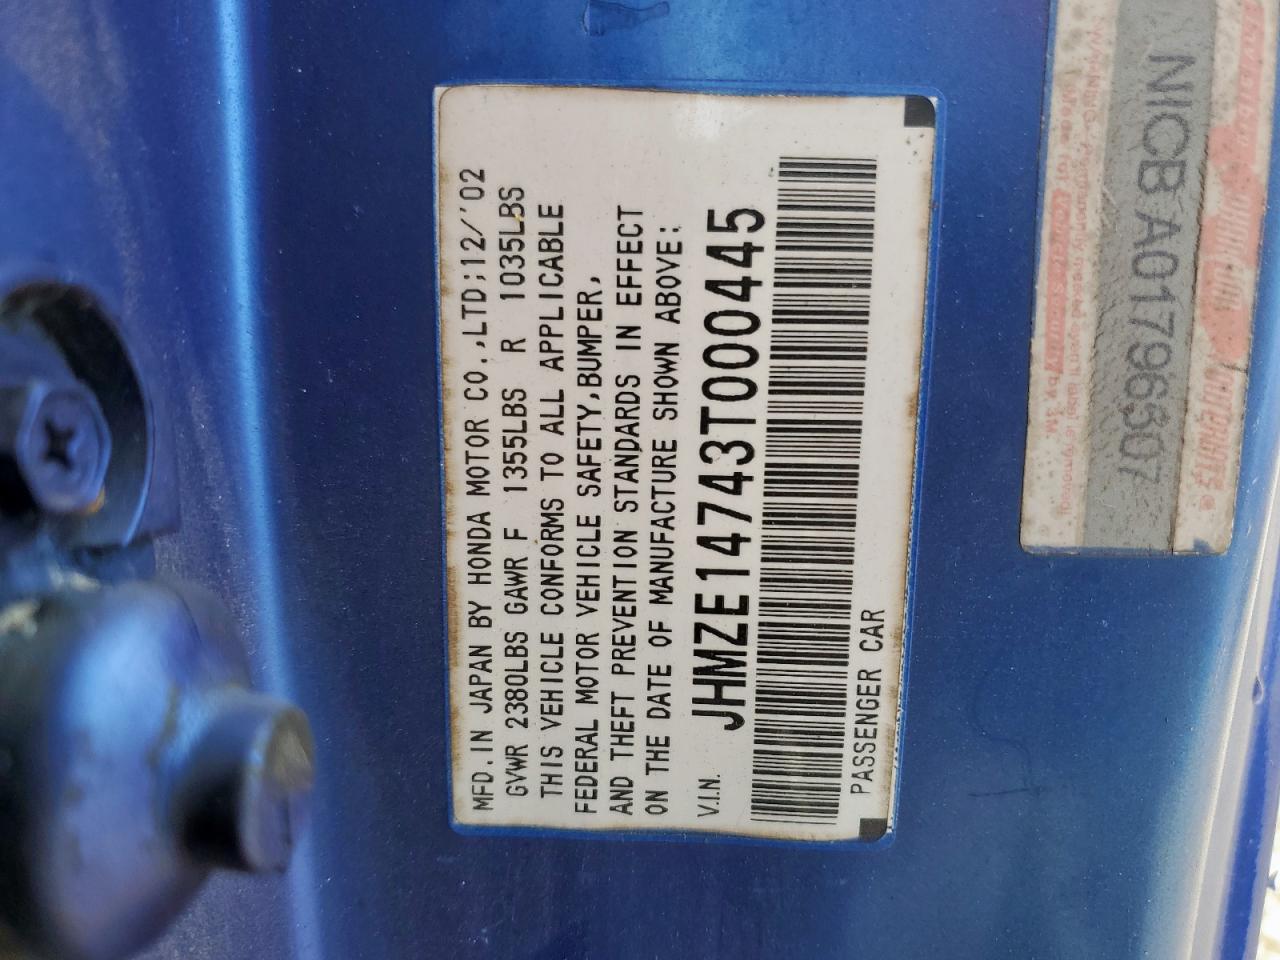 MFD. IN JAPAN BY HONDA MOTOR CO., LTD; 12/'02
GVWR 2380LBS GAWR F 1355LBS R 1035LBS
THIS VEHICLE CONFORMS TO ALL APPLICABLE
FEDERAL MOTOR VEHICLE SAFETY, BUMPER,
AND THEFT PREVENTION STANDARDS IN EFFECT
ON THE DATE OF MANUFACTURE SHOWN ABOVE:
V.I.N. JHMZE14743T000445
PASSENGER CAR
NICB A01796507